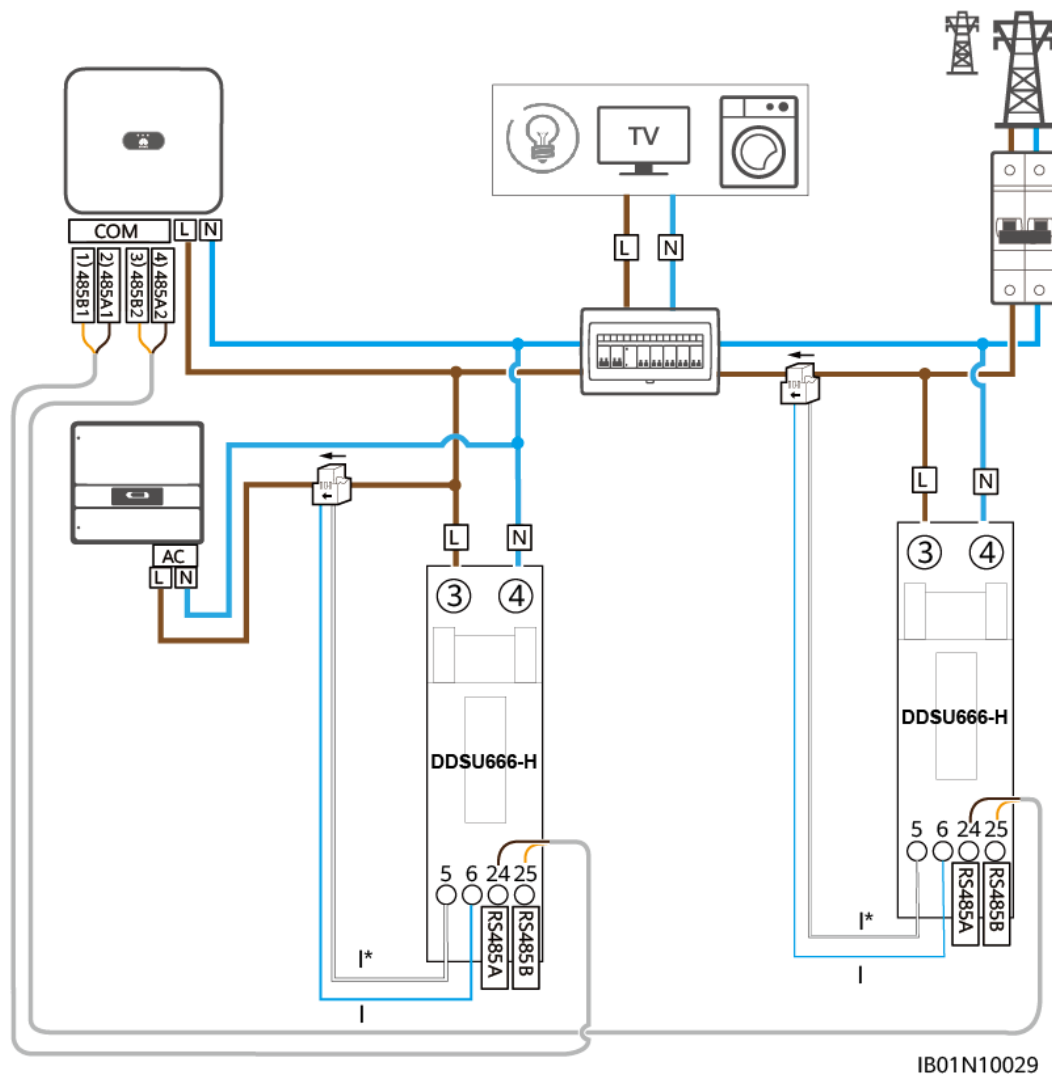 TV
COM
L
N
1) 485B1
2) 485A1
3) 485B2
4) 485A2
L
N
AC
L
N
L
N
3
4
DDSU666-H
5
6
24
25
RS485A
RS485B
I*
I
L
N
3
4
DDSU666-H
5
6
24
25
RS485A
RS485B
I*
I
IB01N10029